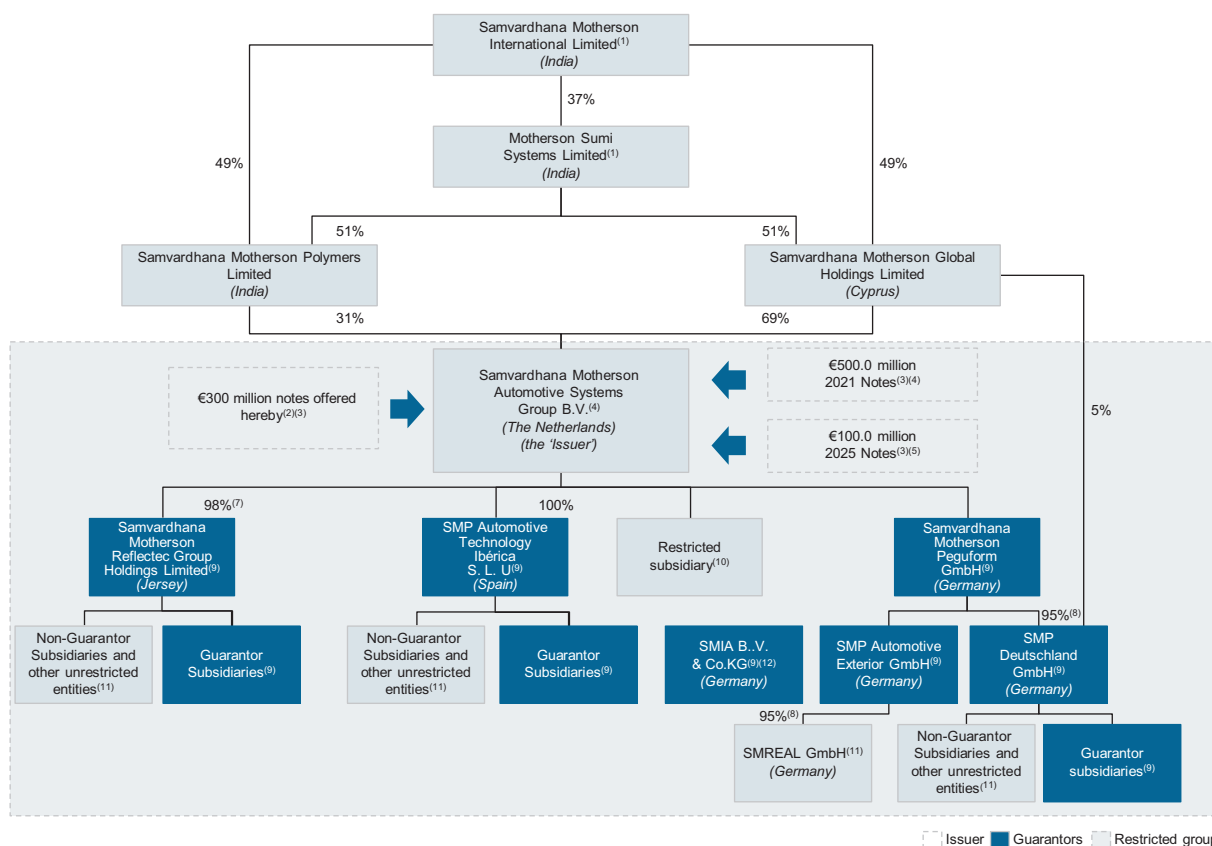 Samvardhana Motherson
International Limited(1)
(India)
37%
Motherson Sumi
Systems Limited(1)
(India)
49%
49%
51%
51%
Samvardhana Motherson Polymers
Limited
(India)
Samvardhana Motherson Global
Holdings Limited
(Cyprus)
31%
69%
Samvardhana Motherson
Automotive Systems
Group B.V.(4)
(The Netherlands)
(the 'Issuer')
€300 million notes offered
hereby(2)(3)
€500.0 million
2021 Notes(3)(4)
€100.0 million
2025 Notes(3)(5)
5%
98%(7)
100%
Samvardhana
Motherson
Reflectec Group
Holdings Limited(9)
(Jersey)
SMP Automotive
Technology
Ibérica
S. L. U(9)
(Spain)
Restricted
subsidiary(10)
Samvardhana
Motherson
Peguform
GmbH(9)
(Germany)
95%(8)
Non-Guarantor
Subsidiaries and
other unrestricted
entities(11)
Guarantor
Subsidiaries(9)
Non-Guarantor
Subsidiaries and
other unrestricted
entities(11)
Guarantor
Subsidiaries(9)
SMIA B..V.
& Co.KG(9)(12)
(Germany)
SMP Automotive
Exterior GmbH(9)
(Germany)
SMP
Deutschland
GmbH(9)
(Germany)
95%(8)
SMREAL GmbH(11)
(Germany)
Non-Guarantor
Subsidiaries and
other unrestricted
entities(11)
Guarantor
subsidiaries(9)
Issuer
Guarantors
Restricted group